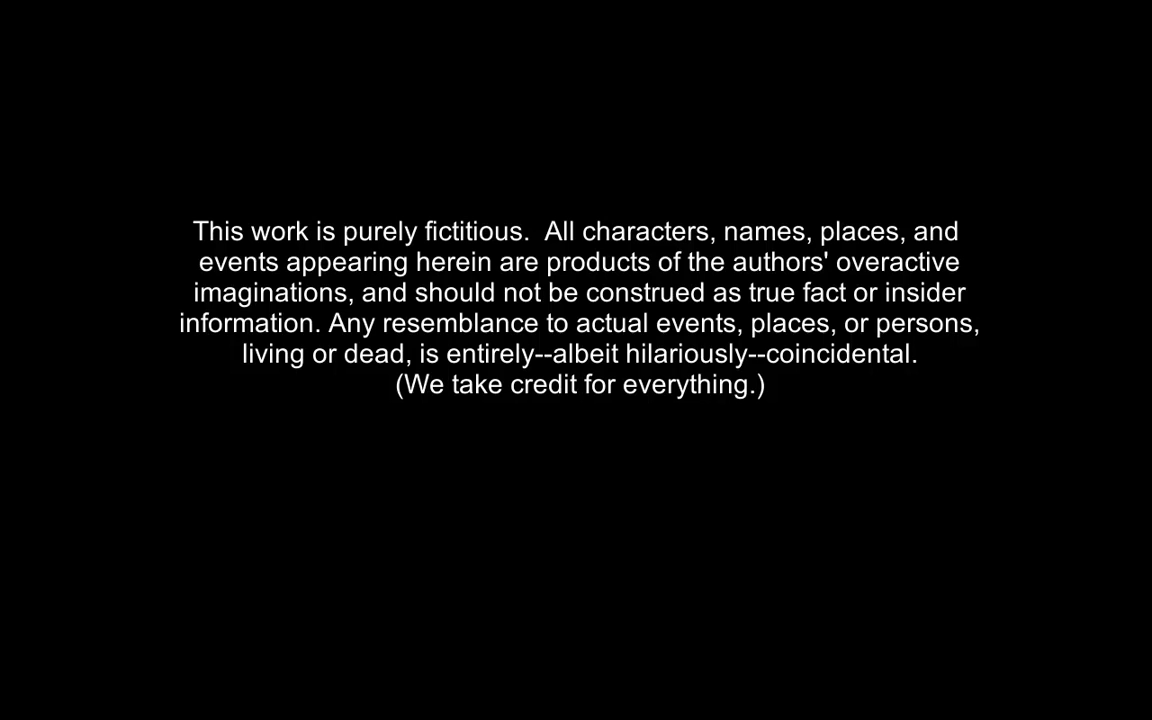 This work is purely fictitious.  All characters, names, places, and
events appearing herein are products of the authors' overactive
imaginations, and should not be construed as true fact or insider
information. Any resemblance to actual events, places, or persons,
living or dead, is entirely--albeit hilariously--coincidental.
(We take credit for everything.)